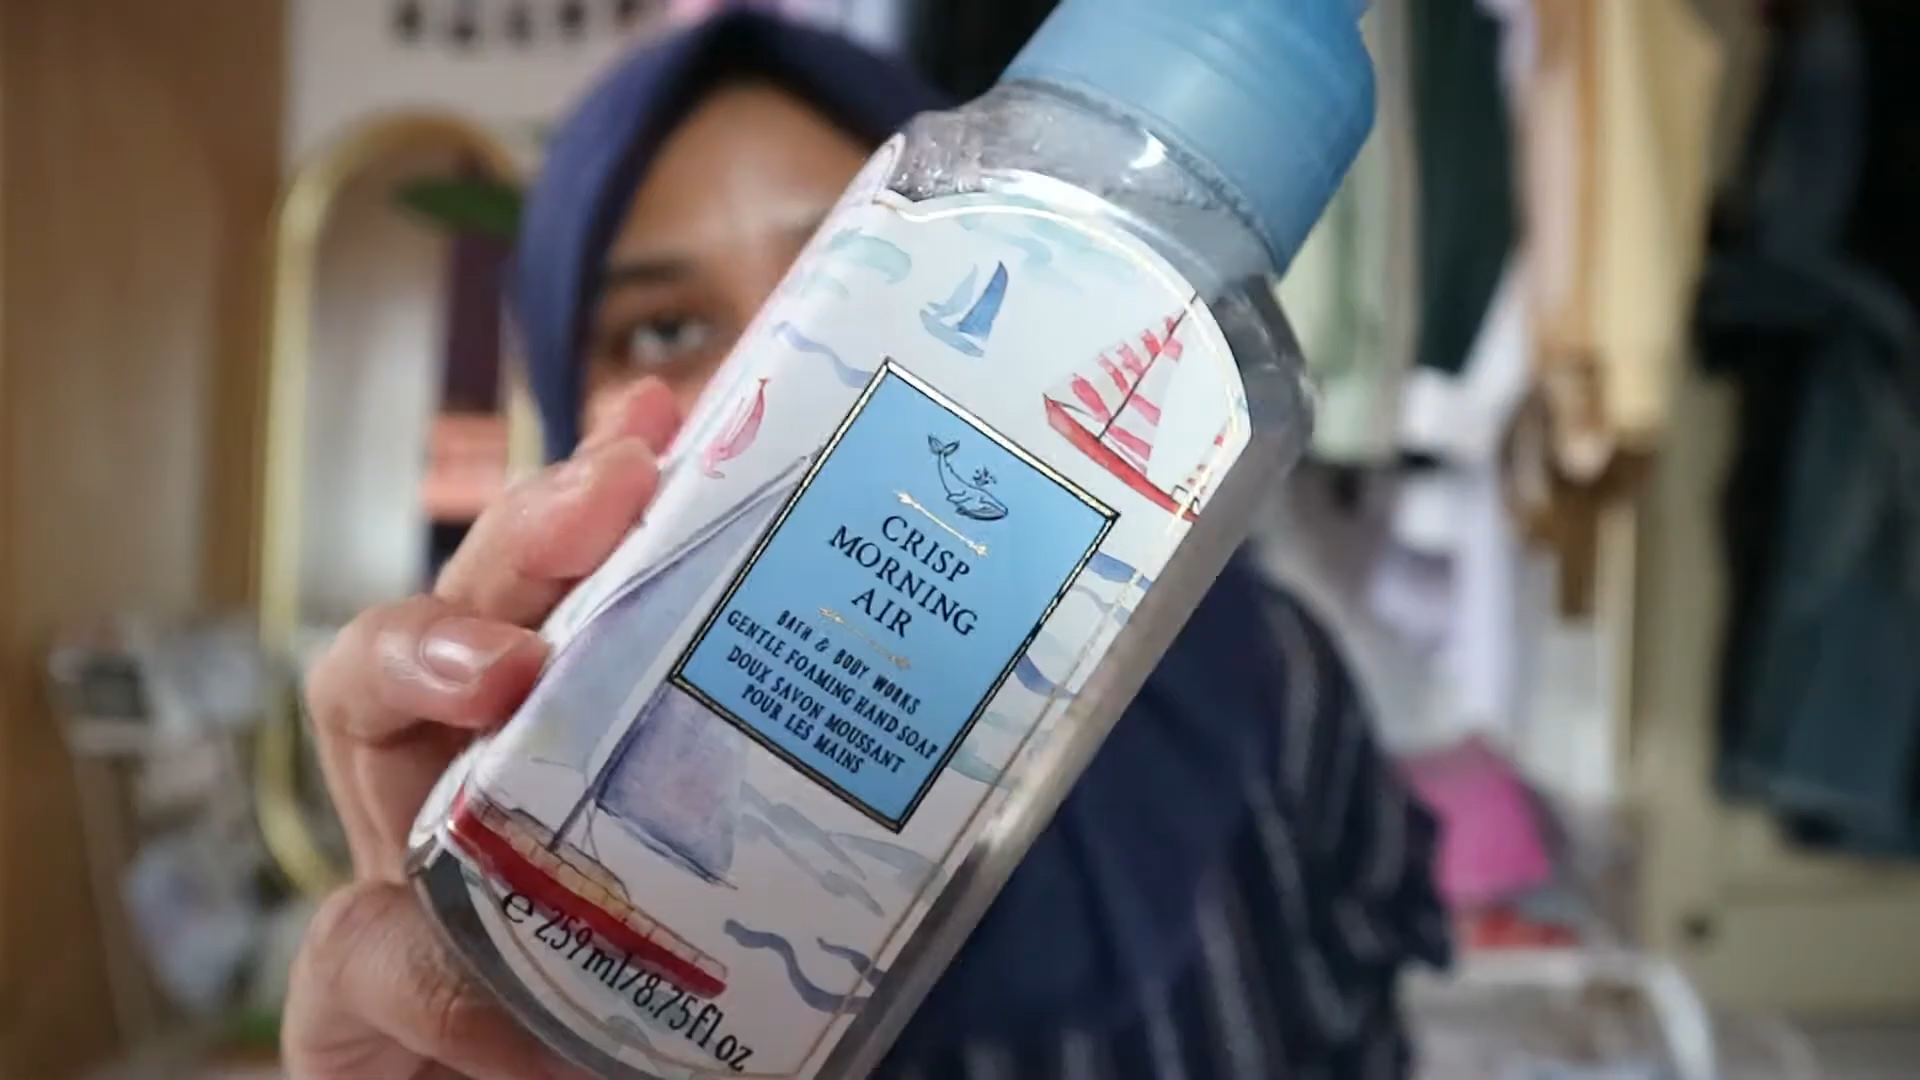 CRISP
MORNING
AIR
BATH & BODY WORKS
GENTLE FOAMING HAND SOAP
DOUX SAVON MOUSSANT
POUR LES MAINS
e 259ml/8.75fl oz